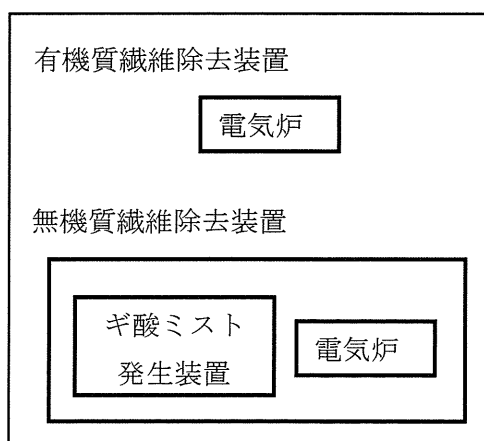 有機質繊維除去装置
電気炉
無機質繊維除去装置
ギ酸ミスト
発生装置
電気炉